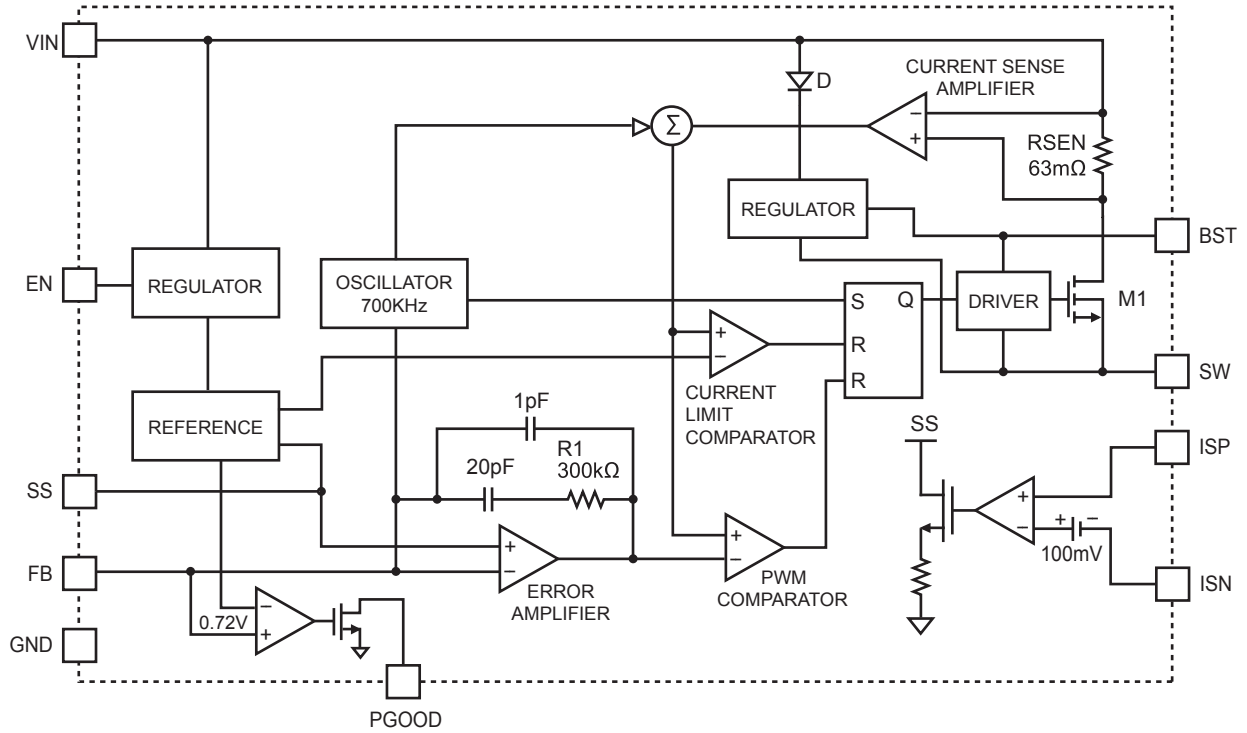 VIN
D
CURRENT SENSE
AMPLIFIER
Σ
−
+
RSEN
63mΩ
REGULATOR
BST
EN
REGULATOR
OSCILLATOR
700KHz
S
Q
DRIVER
M1
+
−
R
R
SW
CURRENT
LIMIT
COMPARATOR
REFERENCE
1pF
20pF
R1
300kΩ
SS
ISP
SS
+
−
+
−
100mV
+
−
ERROR
AMPLIFIER
+
−
PWM
COMPARATOR
FB
ISN
0.72V
−
+
GND
PGOOD